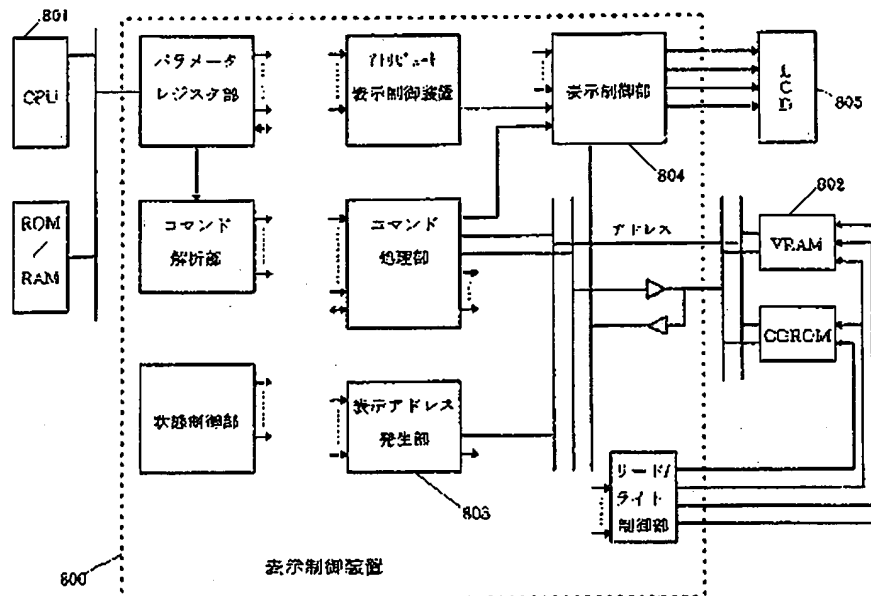 801
CPU
パラメータ
レジスタ部
アトリビュート
表示制御装置
表示制御部
804
LCD
805
ROM
/
RAM
コマンド
解析部
コマンド
処理部
アドレス
802
VRAM
CGROM
状態制御部
表示アドレス
発生部
803
リード/
ライト
制御部
800
表示制御装置